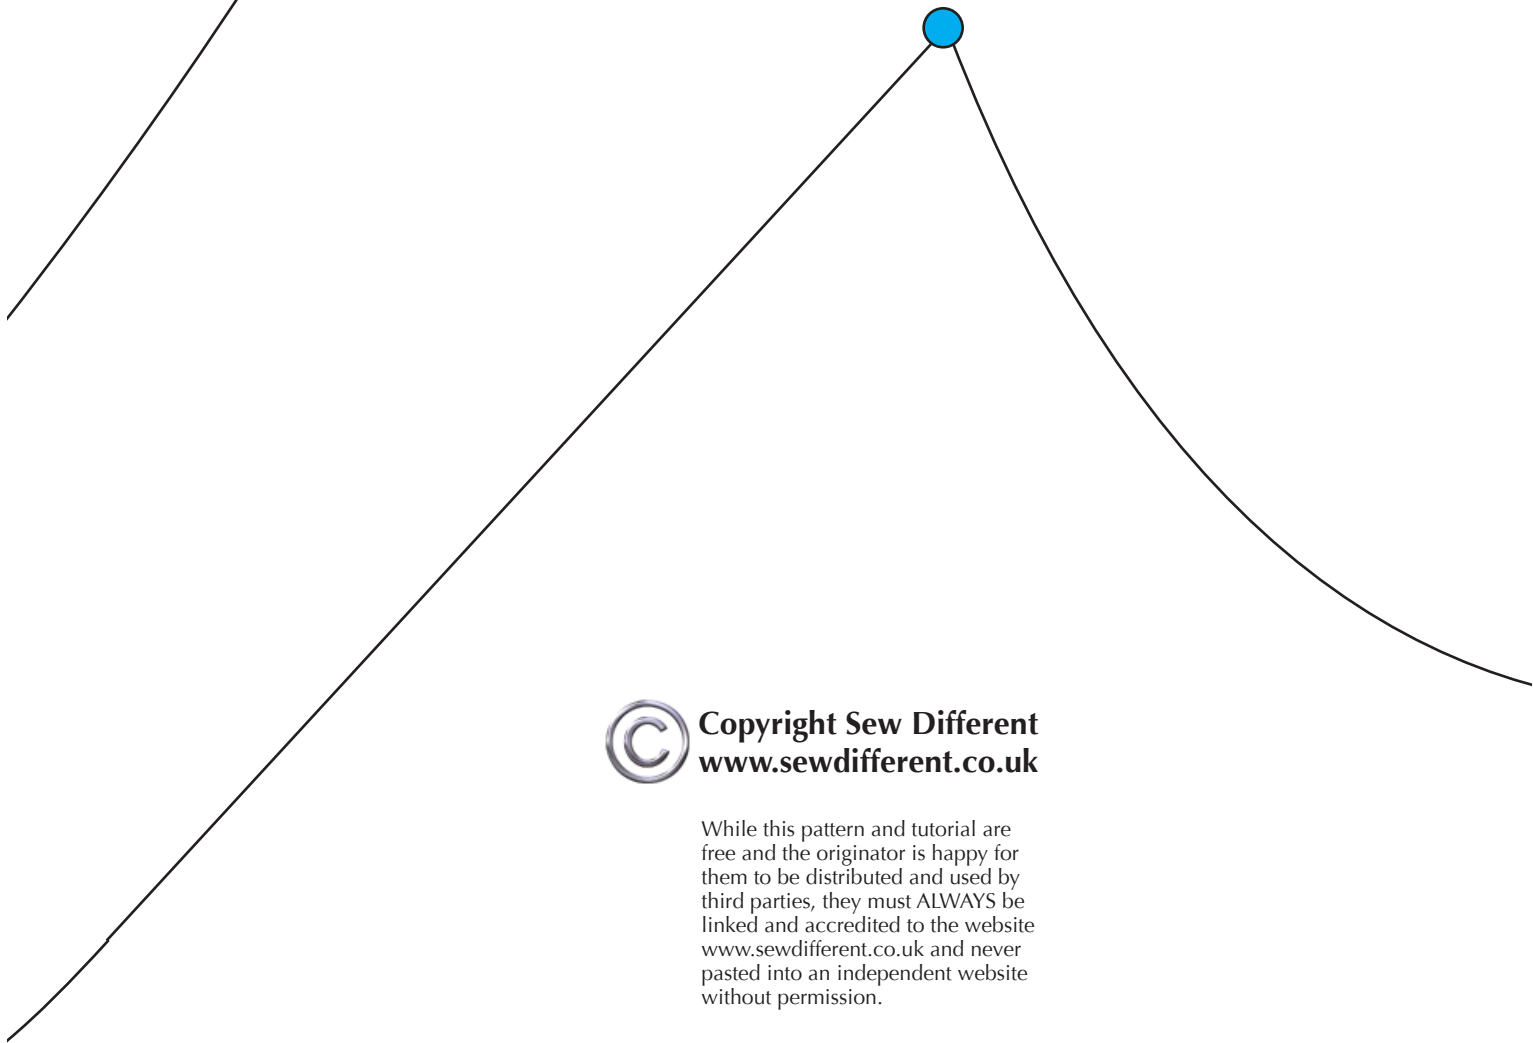 Copyright Sew Different
www.sewdifferent.co.uk
While this pattern and tutorial are
free and the originator is happy for
them to be distributed and used by
third parties, they must ALWAYS be
linked and accredited to the website
www.sewdifferent.co.uk and never
pasted into an independent website
without permission.